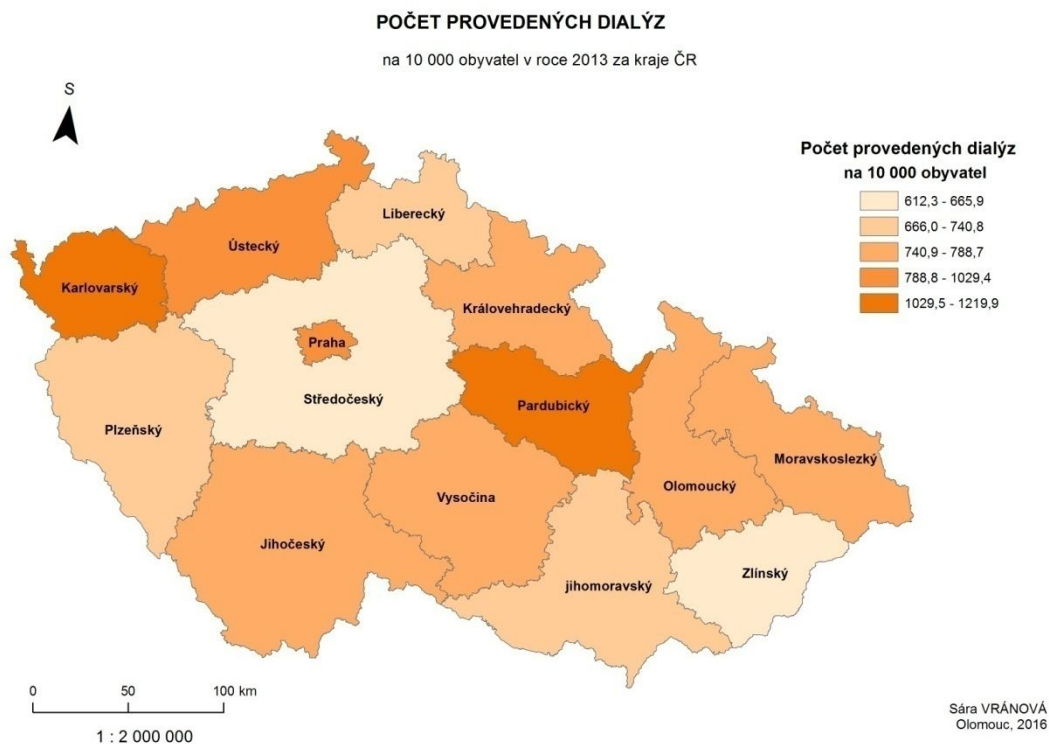 POČET PROVEDENÝCH DIALÝZ
na 10 000 obyvatel v roce 2013 za kraje ČR
S
Počet provedených dialýz
na 10 000 obyvatel
612,3 - 665,9
666,0 - 740,8
740,9 - 788,7
788,8 - 1029,4
1029,5 - 1219,9
Liberecký
Ústecký
Karlovarský
Královehradecký
Praha
Středočeský
Pardubický
Plzeňský
Moravskoslezký
Olomoucký
Vysočina
Jihočeský
Zlínský
jihomoravský
0 50 100 km
1 : 2 000 000
Sára VRÁNOVÁ
Olomouc, 2016